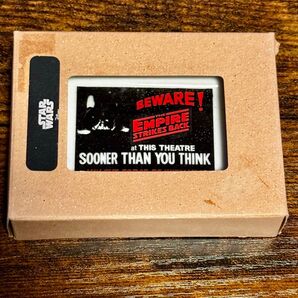 STAR
WARS
BEWARE!
THE
EMPIRE
STRIKES BACK
at THIS THEATRE
SOONER THAN YOU THINK